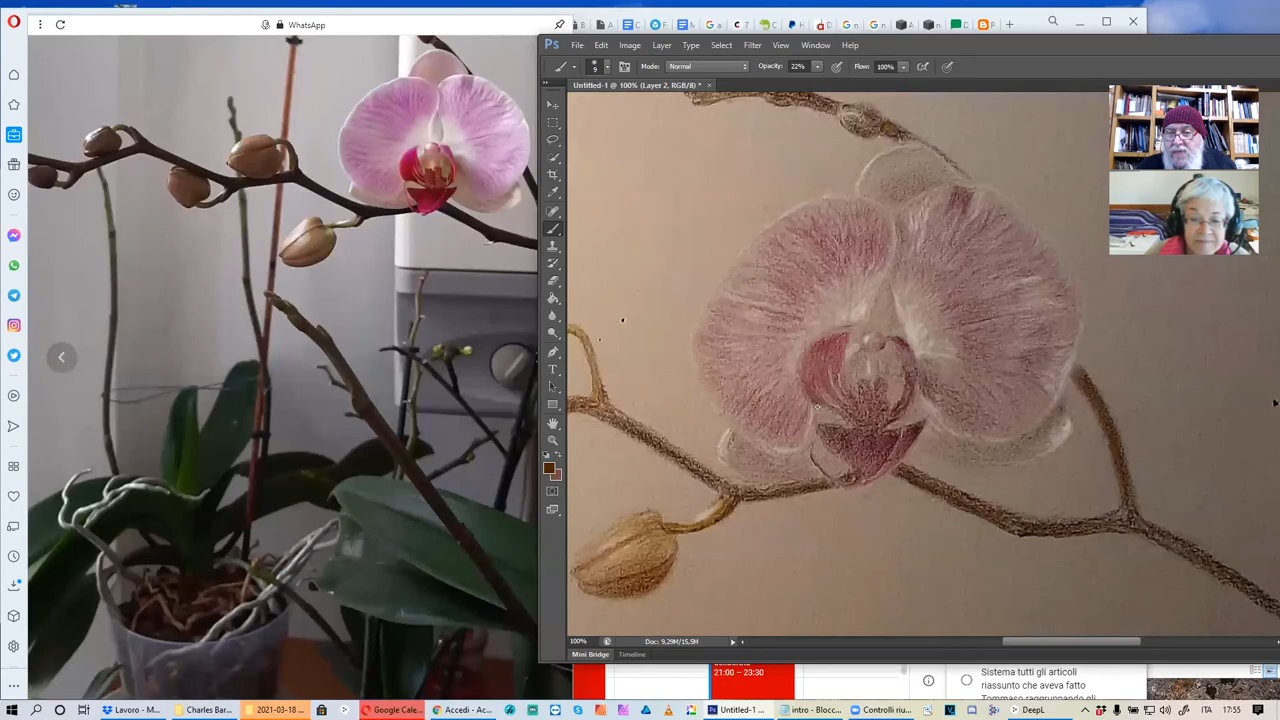 WhatsApp
File Edit Image Layer Type Select Filter View Window Help
Mode: Normal Opacity: 22% Flow: 100%
Untitled-1 @ 100% (Layer 2, RGB/8) *
100% Doc: 9,29M/15,5M
Mini Bridge Timeline
21:00 – 23:30
Sistema tutti gli articoli
riassunto che aveva fatto
Tommaso raggruppando gli
Lavoro - M... Charles Bar... 2021-03-18 ... Google Cale... Accedi - Ac... Untitled-1 ... intro - Blocc... Controlli riu... DeepL 17:55